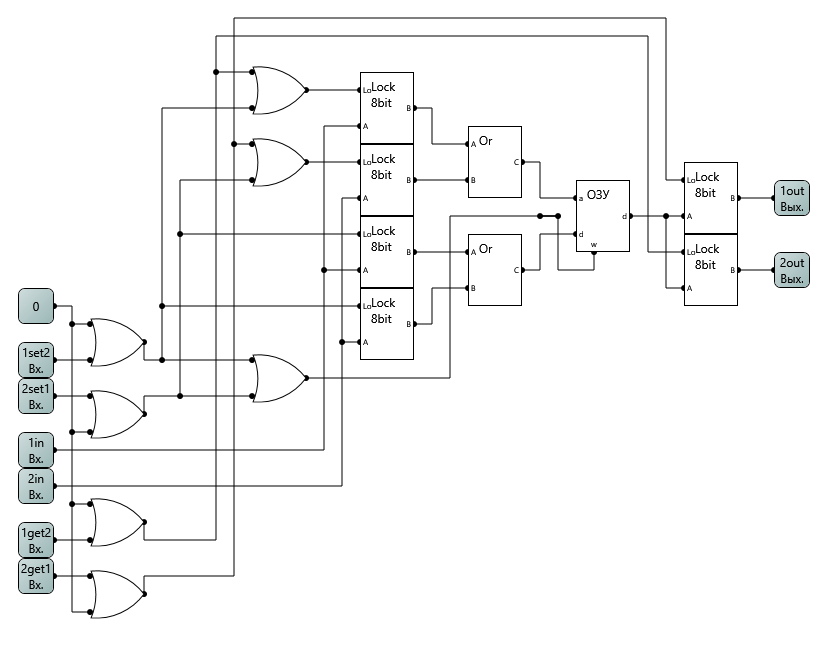 Lock
8bit
Lo
A
B
Lock
8bit
Lo
A
B
Lock
8bit
Lo
A
B
Lock
8bit
Lo
A
B
Or
A
B
C
Or
A
B
C
ОЗУ
a
d
w
d
Lock
8bit
Lo
A
B
Lock
8bit
Lo
A
B
1out
Вых.
2out
Вых.
0
1set2
Вх.
2set1
Вх.
1in
Вх.
2in
Вх.
1get2
Вх.
2get1
Вх.